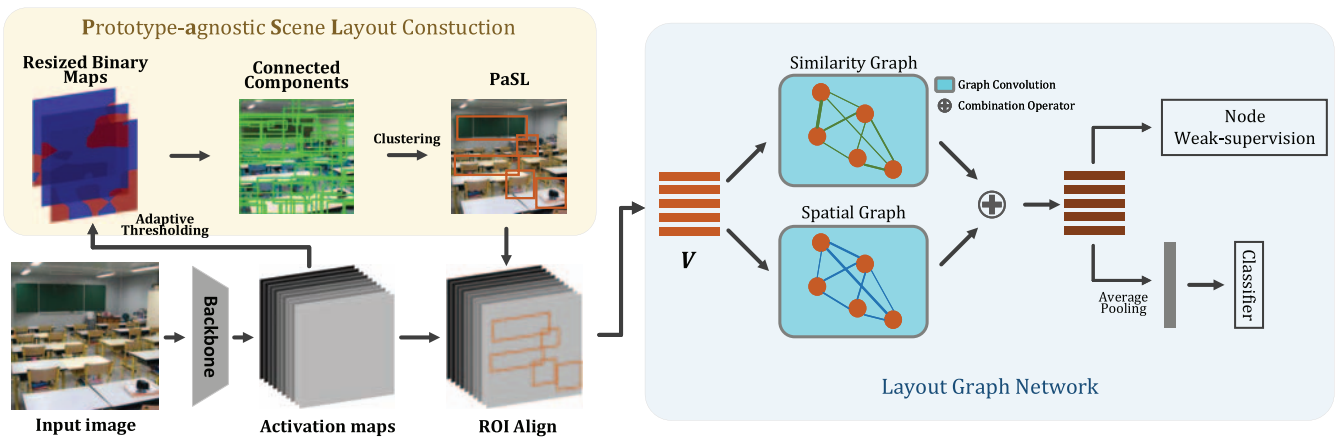 Prototype-agnostic Scene Layout Constuction
Resized Binary
Maps
Connected
Components
PaSL
Clustering
Adaptive
Thresholding
Input image
Backbone
Activation maps
ROI Align
V
Similarity Graph
Spatial Graph
Graph Convolution
Combination Operator
Node
Weak-supervision
Average
Pooling
Classifier
Layout Graph Network